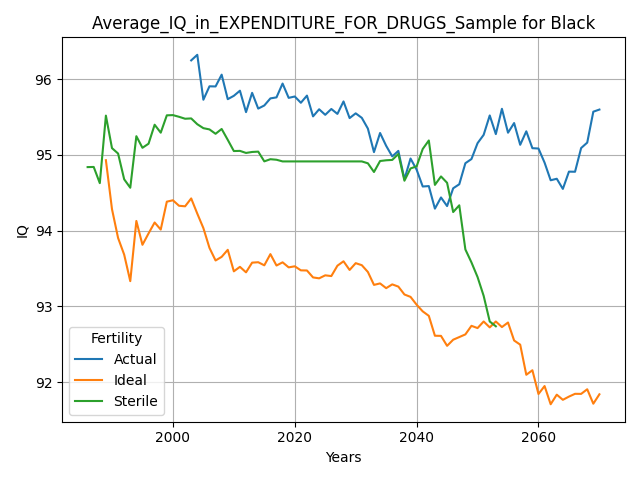 Average_IQ_in_EXPENDITURE_FOR_DRUGS_Sample for Black
96
95
94
93
92
IQ
Fertility
Actual
Ideal
Sterile
2000
2020
2040
2060
Years